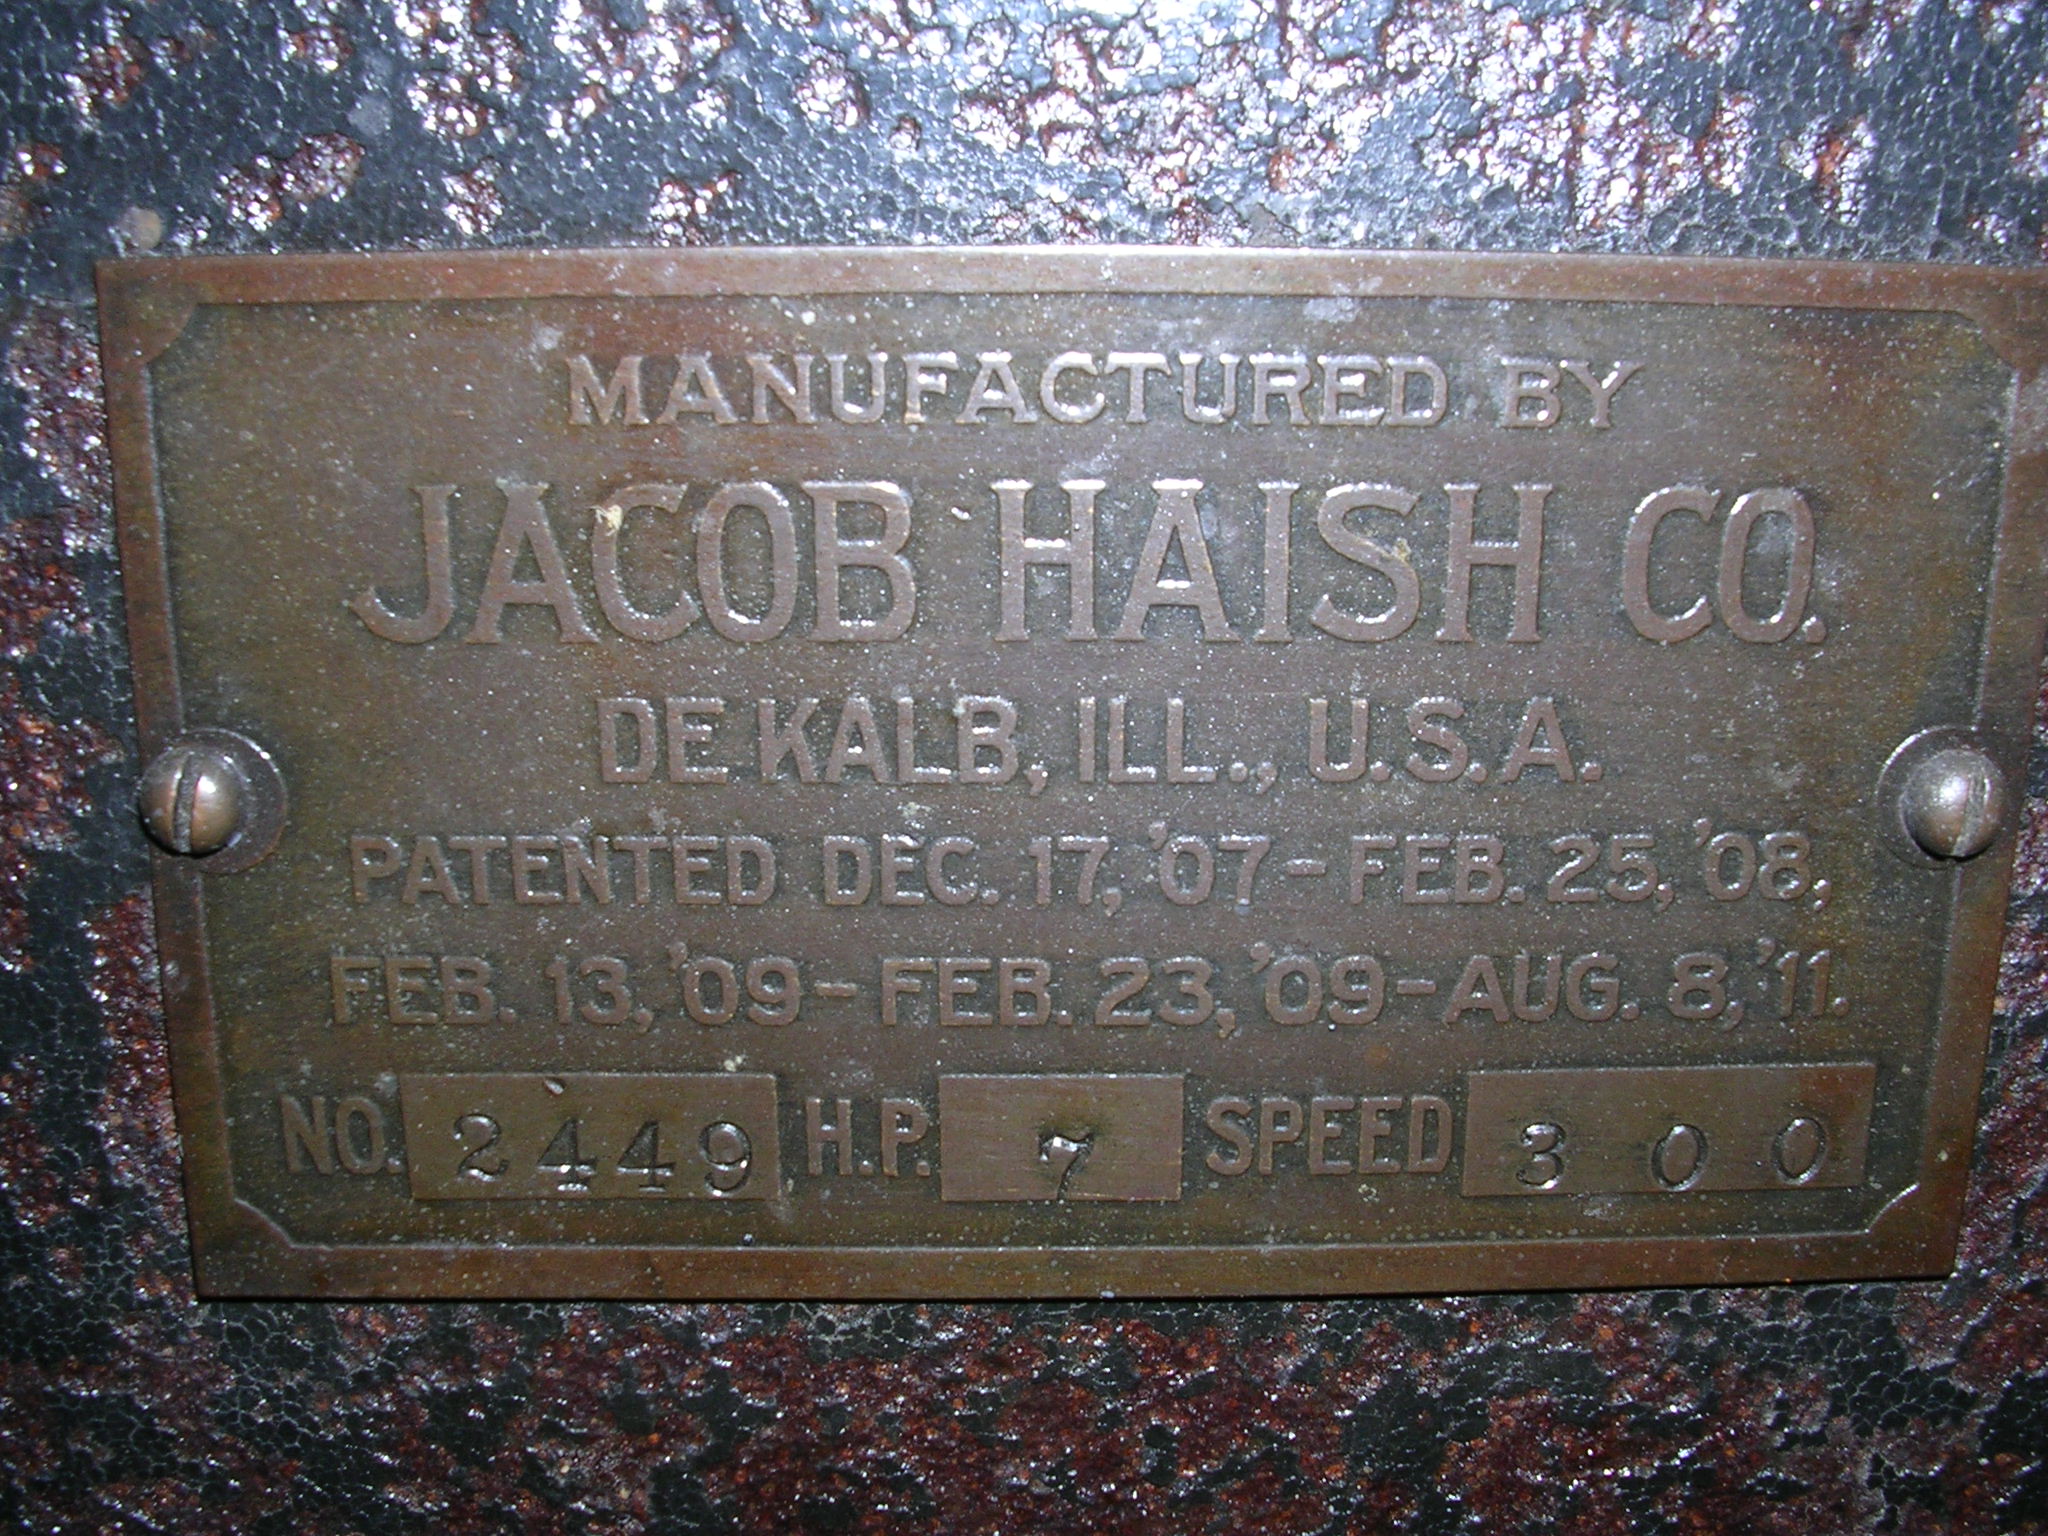 MANUFACTURED BY
JACOB HAISH CO.
DE KALB, ILL., U.S.A.
PATENTED DEC. 17, '07 - FEB. 25, '08,
FEB. 13, '09 - FEB. 23, '09 - AUG. 8, '11.
NO. 2449 H.P. 7 SPEED 300